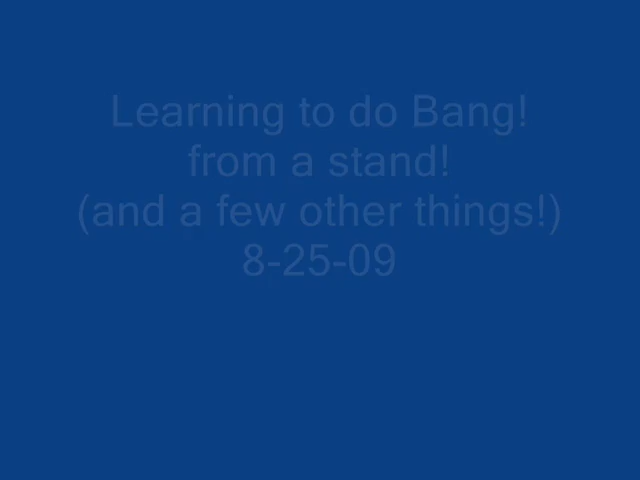 Learning to do Bang!
from a stand!
(and a few other things!)
8-25-09